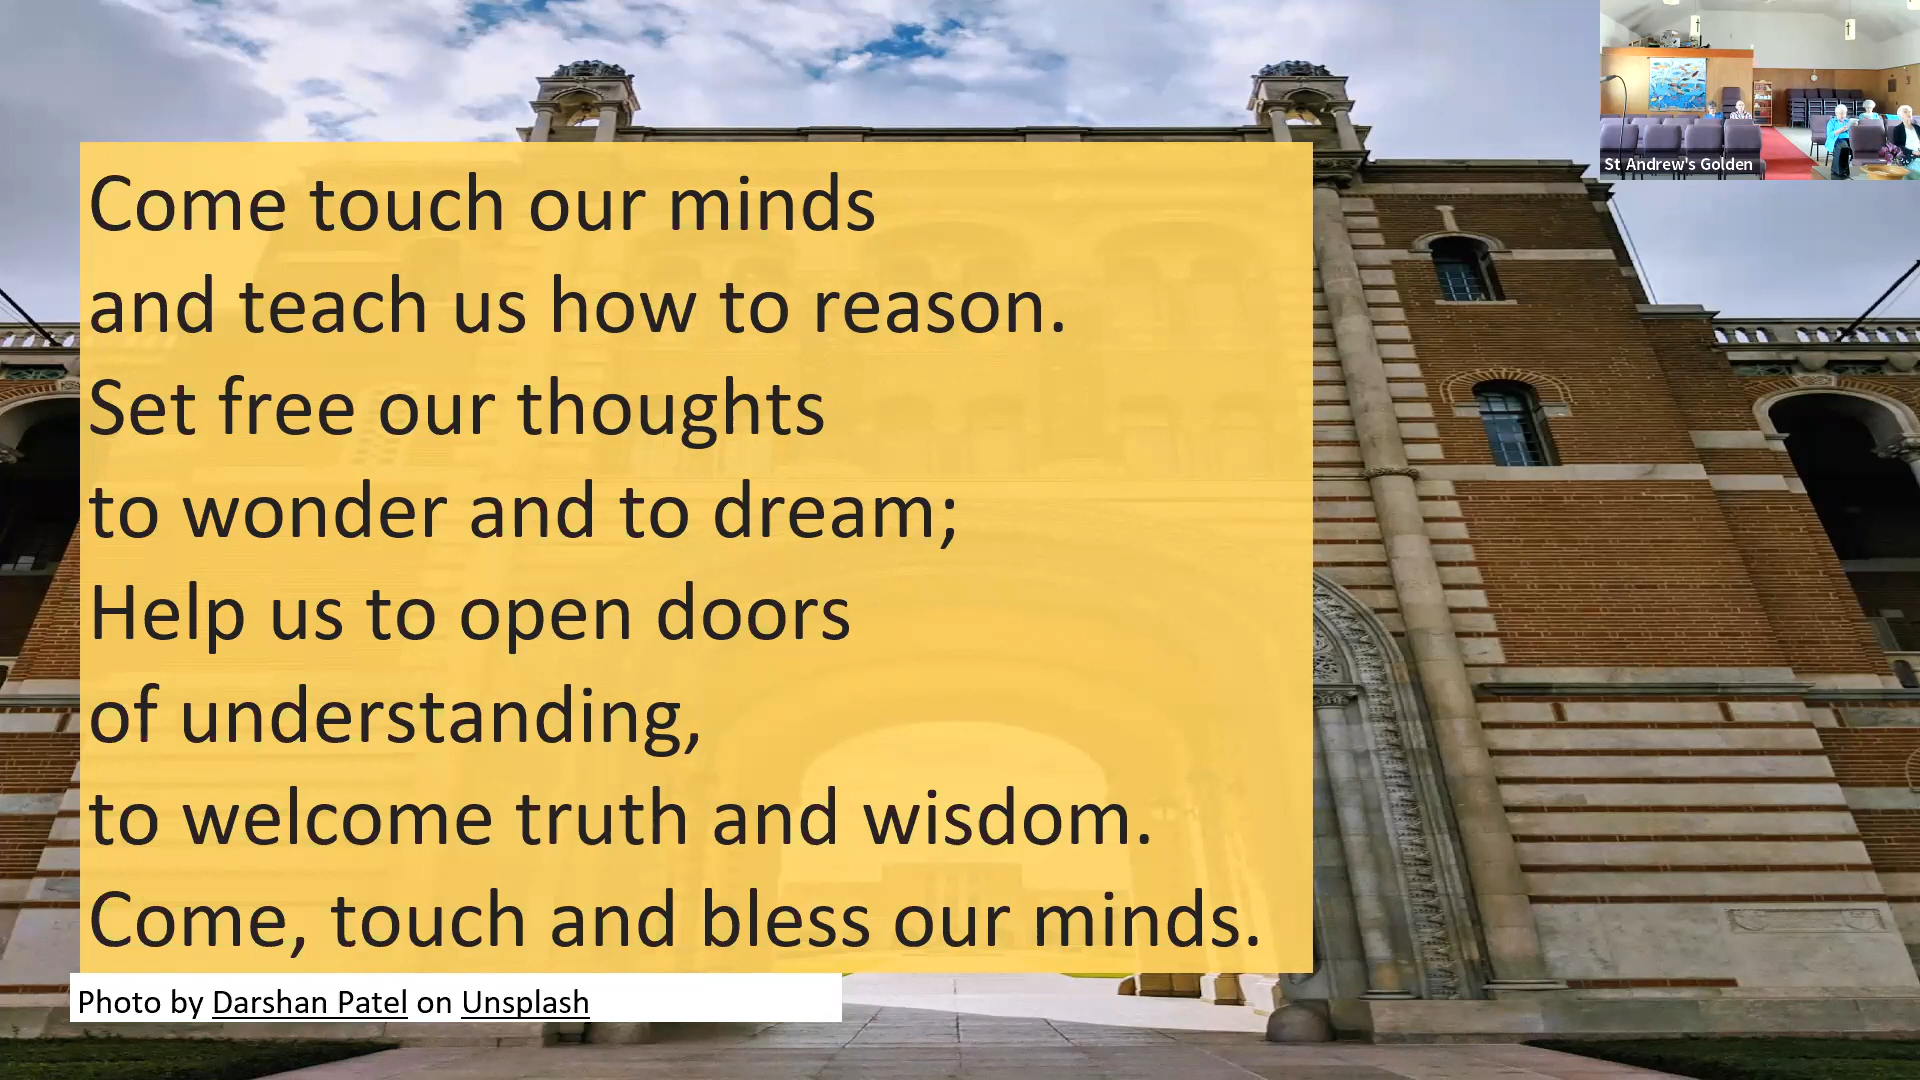 Come touch our minds
and teach us how to reason.
Set free our thoughts
to wonder and to dream;
Help us to open doors
of understanding,
to welcome truth and wisdom.
Come, touch and bless our minds.
Photo by Darshan Patel on Unsplash
St Andrew's Golden